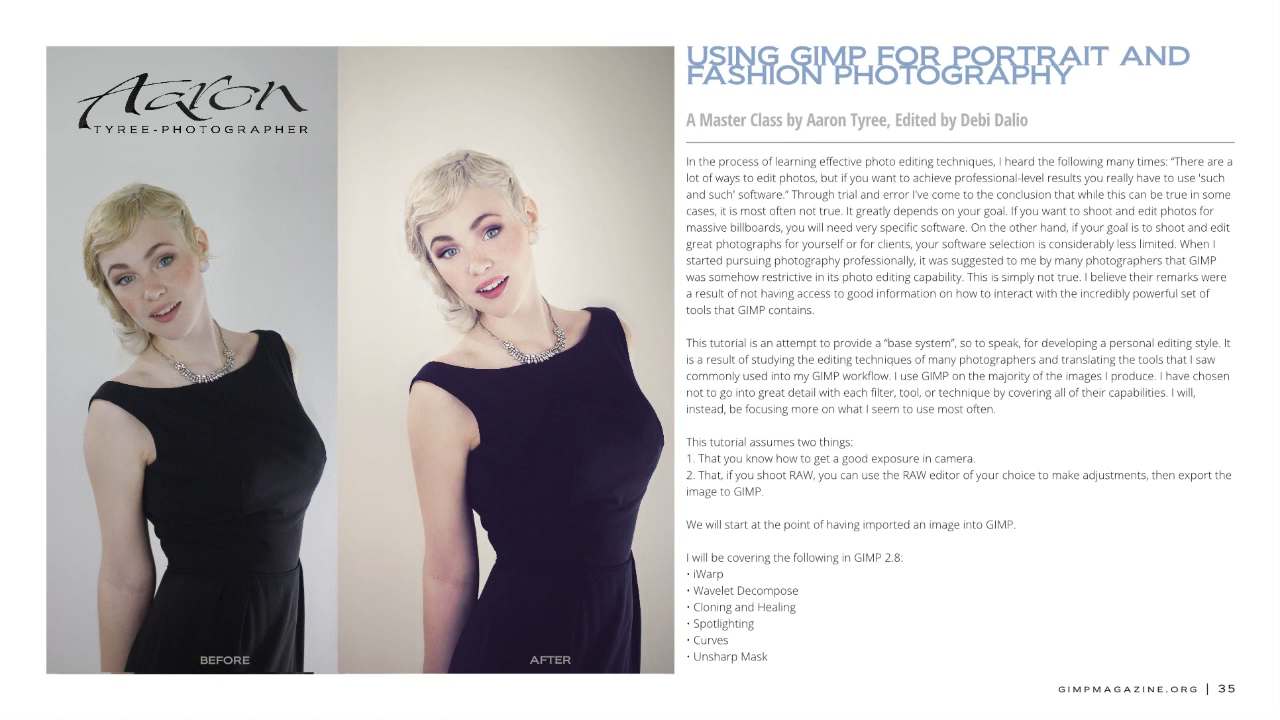 Aaron
TYREE-PHOTOGRAPHER
BEFORE
AFTER
USING GIMP FOR PORTRAIT AND
FASHION PHOTOGRAPHY
A Master Class by Aaron Tyree, Edited by Debi Dalio
In the process of learning effective photo editing techniques, I heard the following many times: “There are a
lot of ways to edit photos, but if you want to achieve professional-level results you really have to use 'such
and such' software.” Through trial and error I've come to the conclusion that while this can be true in some
cases, it is most often not true. It greatly depends on your goal. If you want to shoot and edit photos for
massive billboards, you will need very specific software. On the other hand, if your goal is to shoot and edit
great photographs for yourself or for clients, your software selection is considerably less limited. When I
started pursuing photography professionally, it was suggested to me by many photographers that GIMP
was somehow restrictive in its photo editing capability. This is simply not true. I believe their remarks were
a result of not having access to good information on how to interact with the incredibly powerful set of
tools that GIMP contains.
This tutorial is an attempt to provide a “base system”, so to speak, for developing a personal editing style. It
is a result of studying the editing techniques of many photographers and translating the tools that I saw
commonly used into my GIMP workflow. I use GIMP on the majority of the images I produce. I have chosen
not to go into great detail with each filter, tool, or technique by covering all of their capabilities. I will,
instead, be focusing more on what I seem to use most often.
This tutorial assumes two things:
1. That you know how to get a good exposure in camera.
2. That, if you shoot RAW, you can use the RAW editor of your choice to make adjustments, then export the
image to GIMP.
We will start at the point of having imported an image into GIMP.
I will be covering the following in GIMP 2.8:
• iWarp
• Wavelet Decompose
• Cloning and Healing
• Spotlighting
• Curves
• Unsharp Mask
GIMPMAGAZINE.ORG | 35